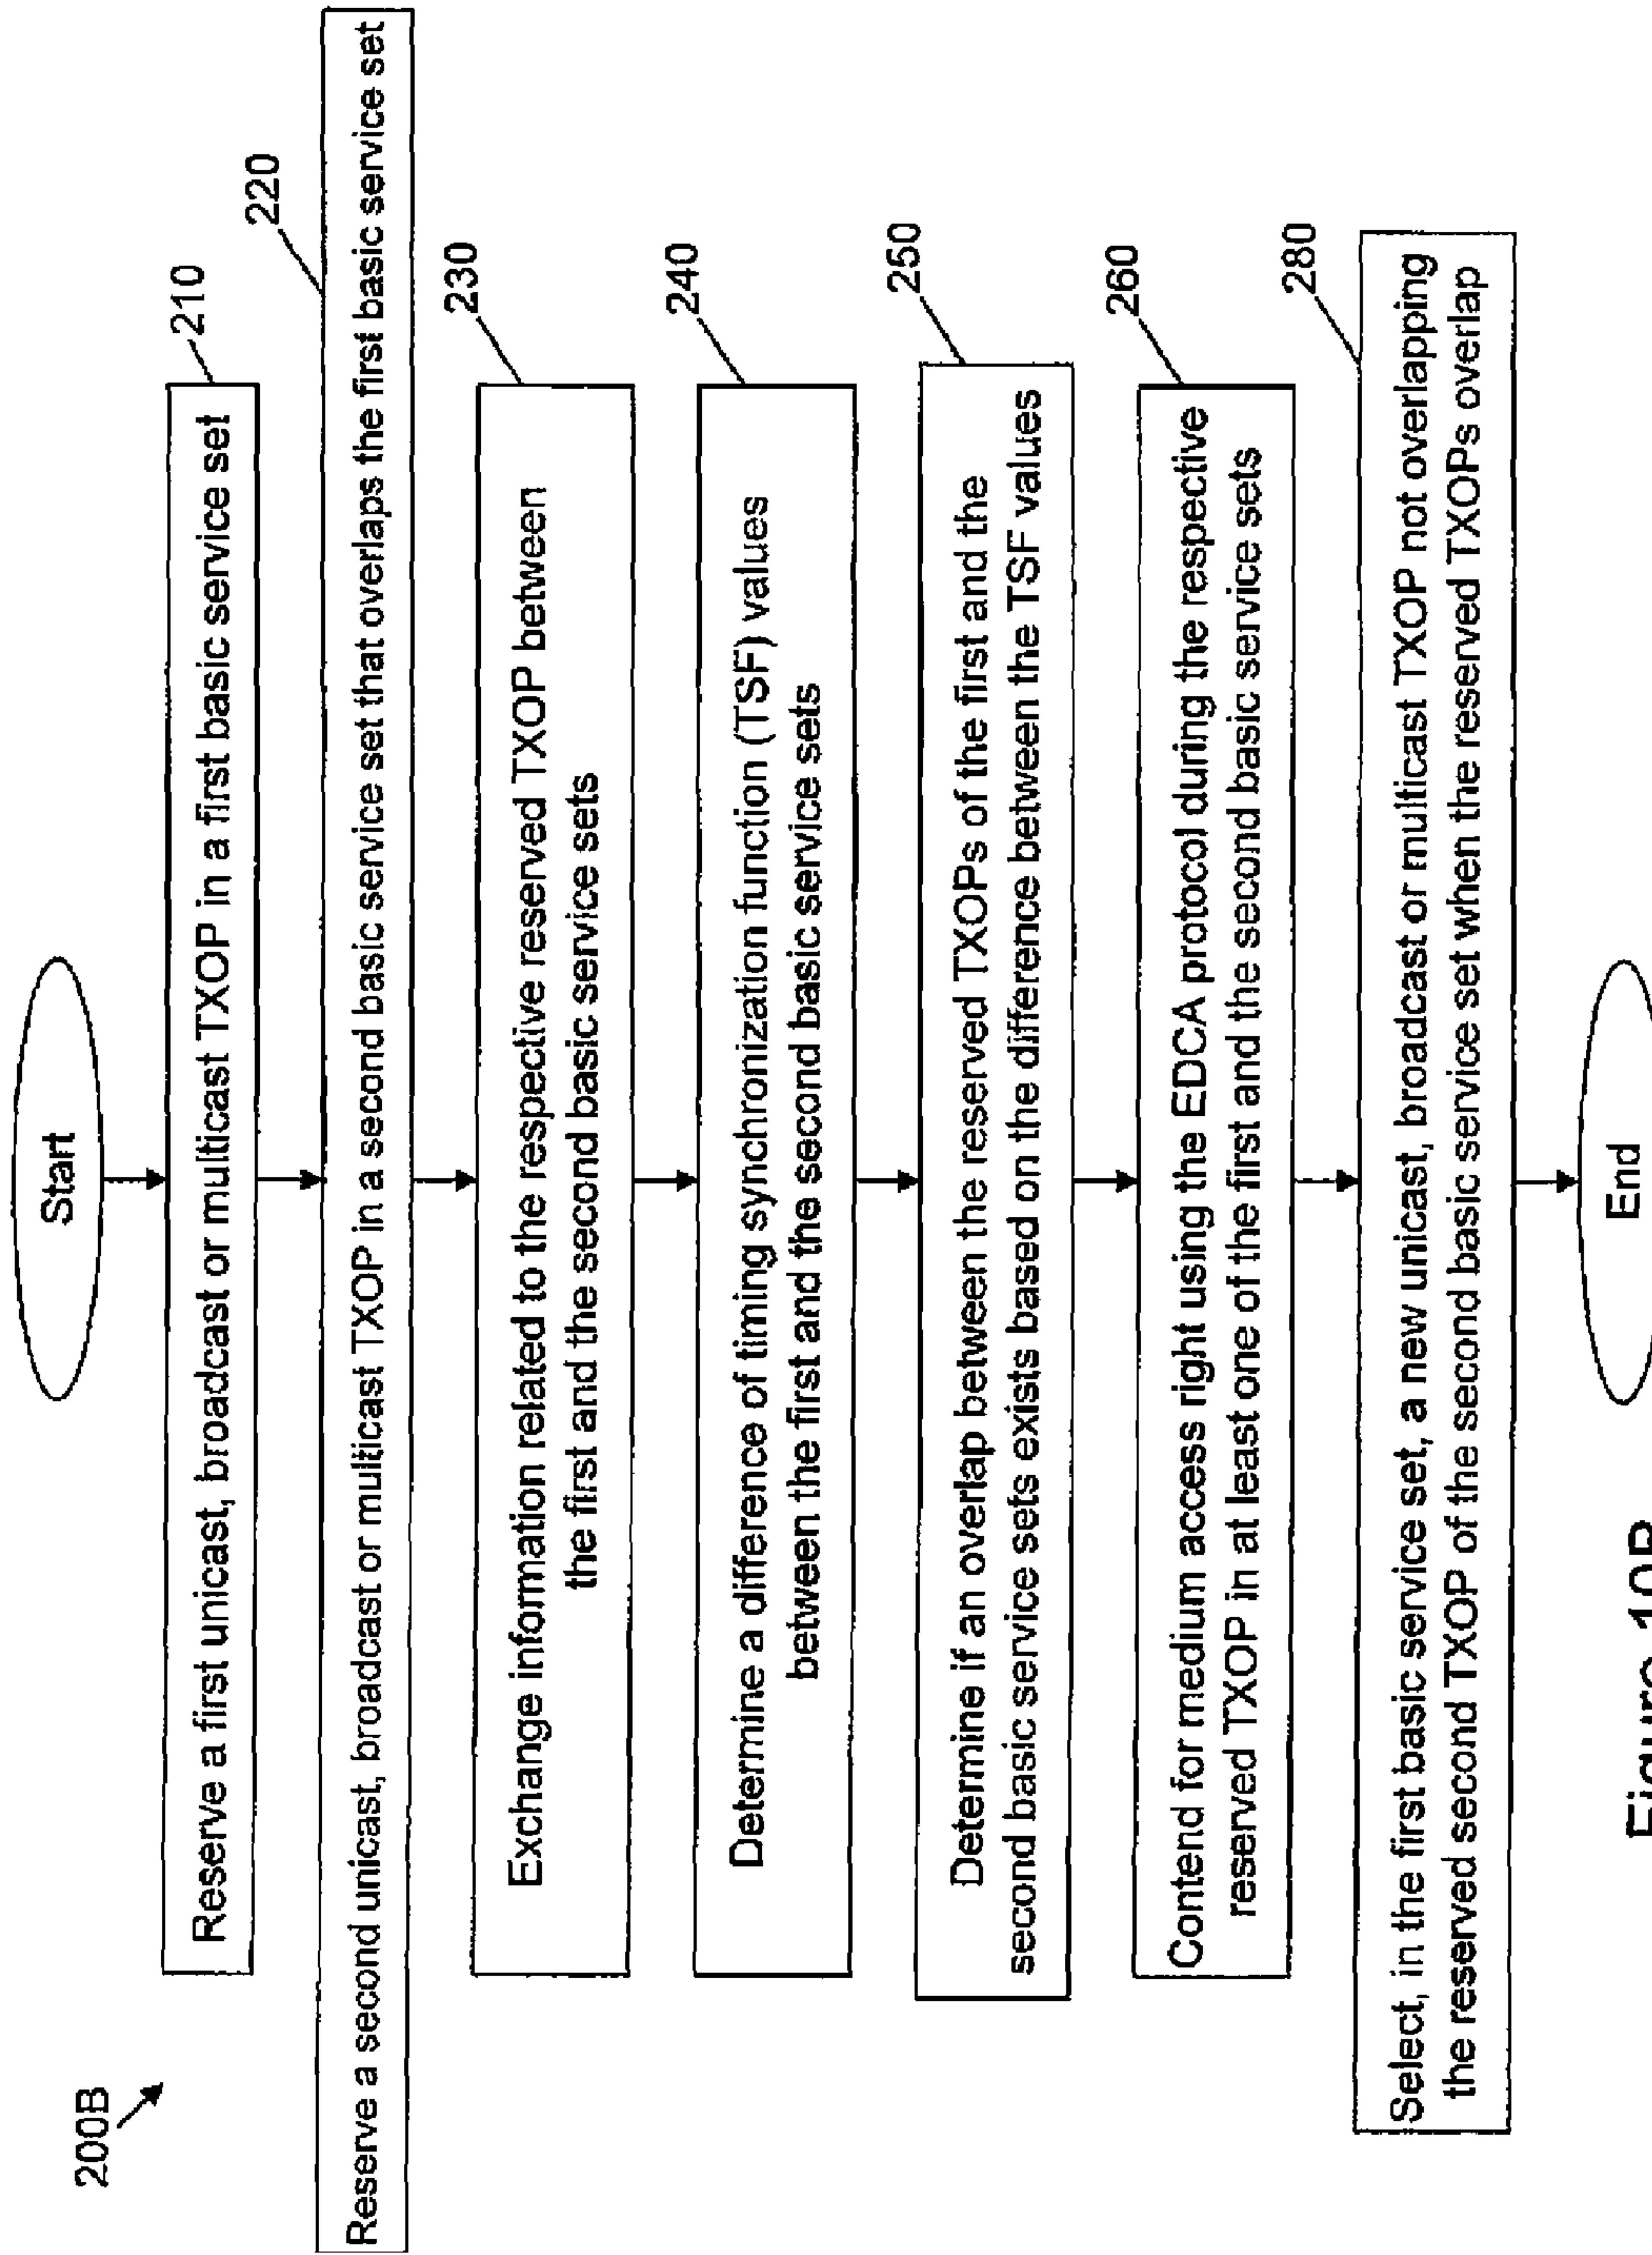 200B
Start
210
Reserve a first unicast, broadcast or multicast TXOP in a first basic service set
220
Reserve a second unicast, broadcast or multicast TXOP in a second basic service set that overlaps the first basic service set
230
Exchange information related to the respective reserved TXOP between
the first and the second basic service sets
240
Determine a difference of timing synchronization function (TSF) values
between the first and the second basic service sets
250
Determine if an overlap between the reserved TXOPs of the first and the
second basic service sets exists based on the difference between the TSF values
260
Contend for medium access right using the EDCA protocol during the respective
reserved TXOP in at least one of the first and the second basic service sets
280
Select, in the first basic service set, a new unicast, broadcast or multicast TXOP not overlapping
the reserved second TXOP of the second basic service set when the reserved TXOPs overlap
End
Figure 10B